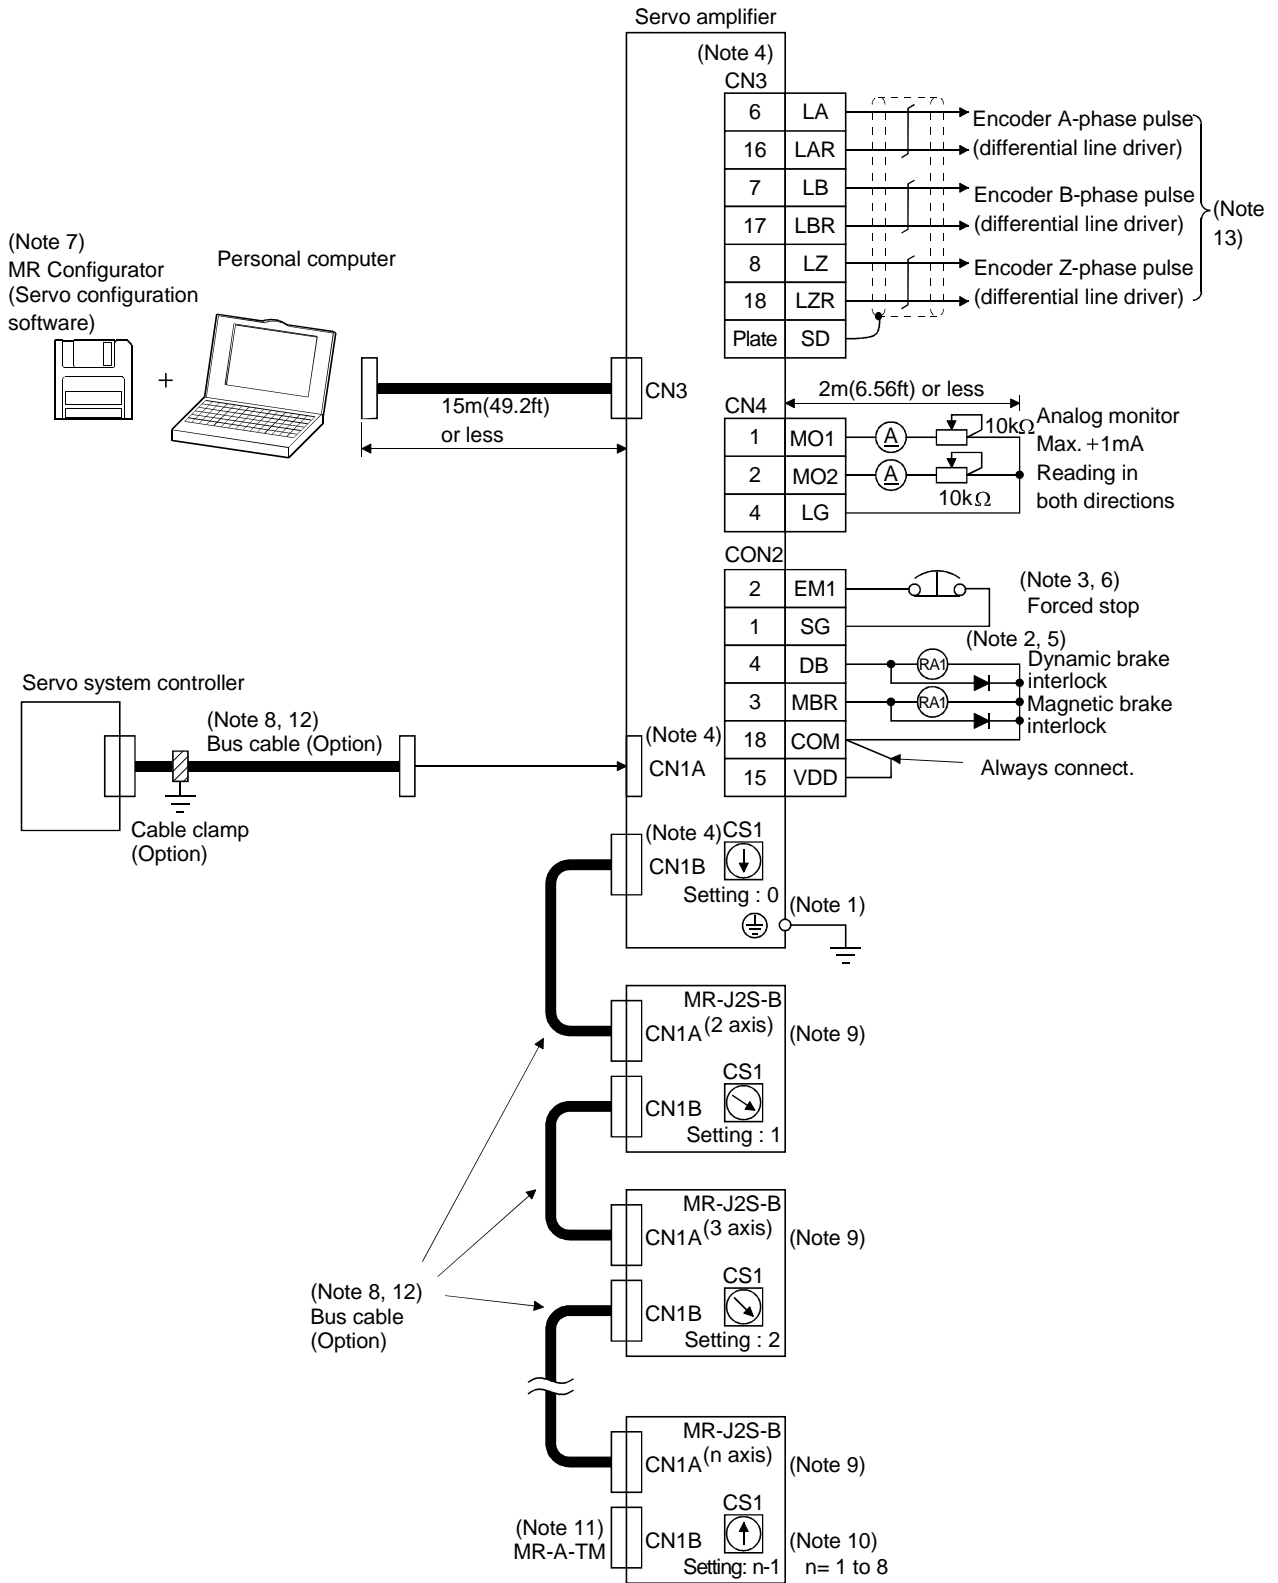 Servo amplifier
(Note 4)
CN3
6 LA
16 LAR
7 LB
17 LBR
8 LZ
18 LZR
Plate SD
Encoder A-phase pulse
(differential line driver)
Encoder B-phase pulse
(differential line driver)
Encoder Z-phase pulse
(differential line driver)
(Note
13)
(Note 7)
MR Configurator
(Servo configuration
software)
Personal computer
+
15m(49.2ft)
or less
CN3
CN4
2m(6.56ft) or less
1 MO1
2 MO2
4 LG
A
A
10kΩ
10kΩ
Analog monitor
Max. +1mA
Reading in
both directions
CON2
2 EM1
1 SG
4 DB
3 MBR
18 COM
15 VDD
(Note 3, 6)
Forced stop
(Note 2, 5)
RA1
Dynamic brake
interlock
RA1
Magnetic brake
interlock
Always connect.
Servo system controller
(Note 8, 12)
Bus cable (Option)
Cable clamp
(Option)
(Note 4)
CN1A
(Note 4)
CN1B
CS1
Setting : 0
(Note 1)
MR-J2S-B
(2 axis)
CN1A
(Note 9)
CS1
CN1B
Setting : 1
MR-J2S-B
(3 axis)
CN1A
(Note 9)
CS1
CN1B
Setting : 2
(Note 8, 12)
Bus cable
(Option)
MR-J2S-B
(n axis)
CN1A
(Note 9)
CS1
(Note 11)
MR-A-TM
CN1B
Setting: n-1
(Note 10)
n= 1 to 8